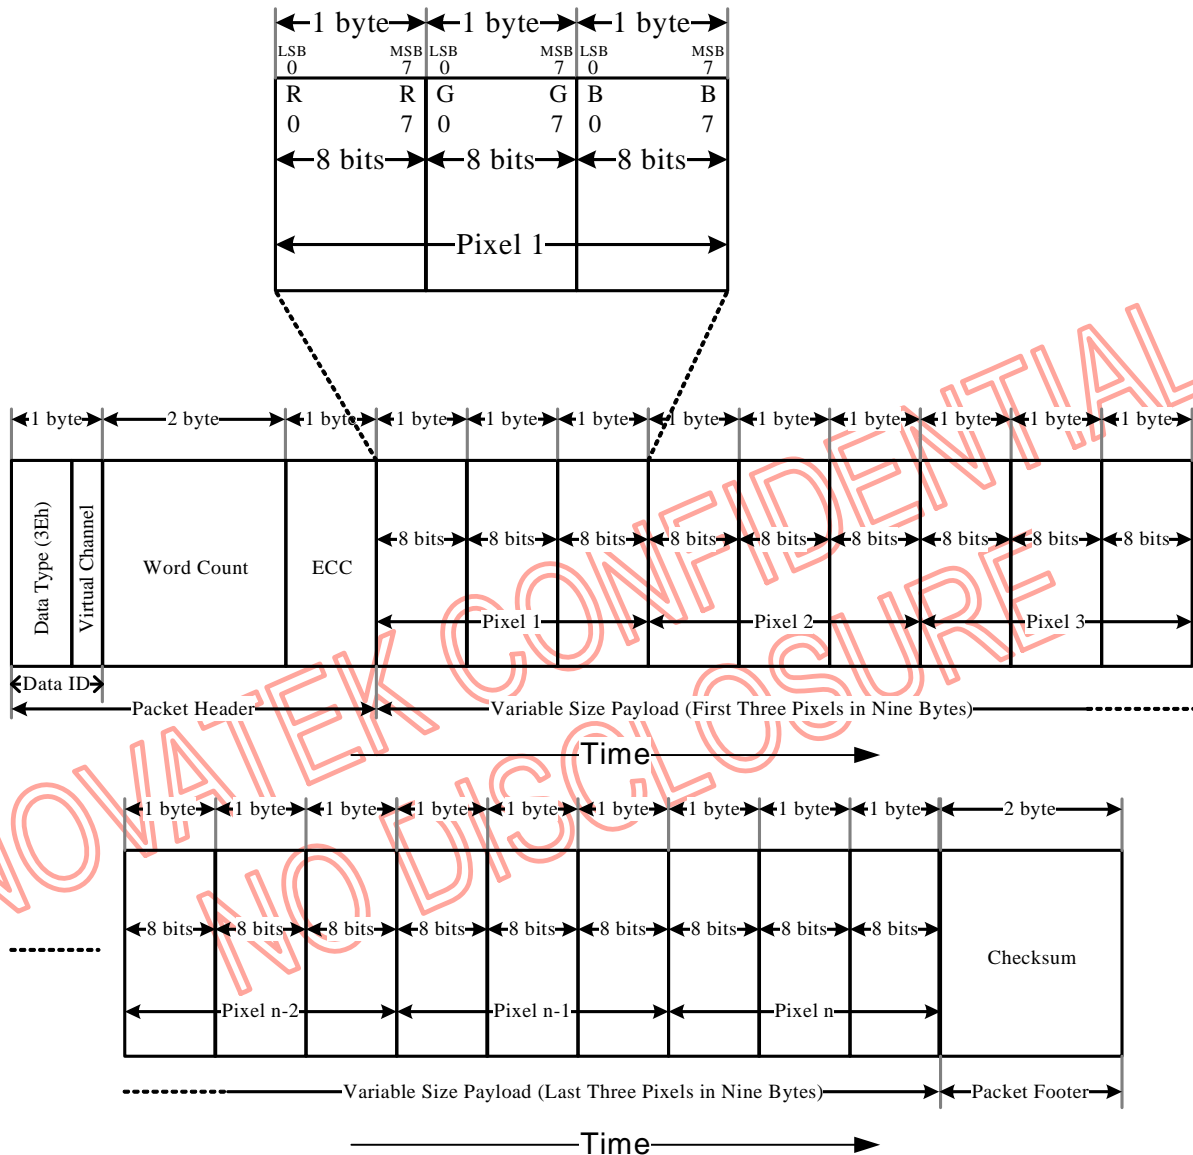 1 byte 1 byte 1 byte
LSB MSB LSB MSB LSB MSB
0 7 0 7 0 7
R R G G B B
0 7 0 7 0 7
8 bits 8 bits 8 bits
Pixel 1
1 byte 2 byte 1 byte 1 byte 1 byte 1 byte 1 byte 1 byte 1 byte 1 byte 1 byte 1 byte
Data Type (3Eh)
Virtual Channel
Word Count
ECC
8 bits 8 bits 8 bits 8 bits 8 bits 8 bits 8 bits 8 bits 8 bits
Pixel 1 Pixel 2 Pixel 3
Data ID
Packet Header Variable Size Payload (First Three Pixels in Nine Bytes)
Time
1 byte 1 byte 1 byte 1 byte 1 byte 1 byte 1 byte 1 byte 1 byte 2 byte
8 bits 8 bits 8 bits 8 bits 8 bits 8 bits 8 bits 8 bits 8 bits
Checksum
Pixel n-2 Pixel n-1 Pixel n
Variable Size Payload (Last Three Pixels in Nine Bytes) Packet Footer
Time
NOVATEK CONFIDENTIAL
NO DISCLOSURE